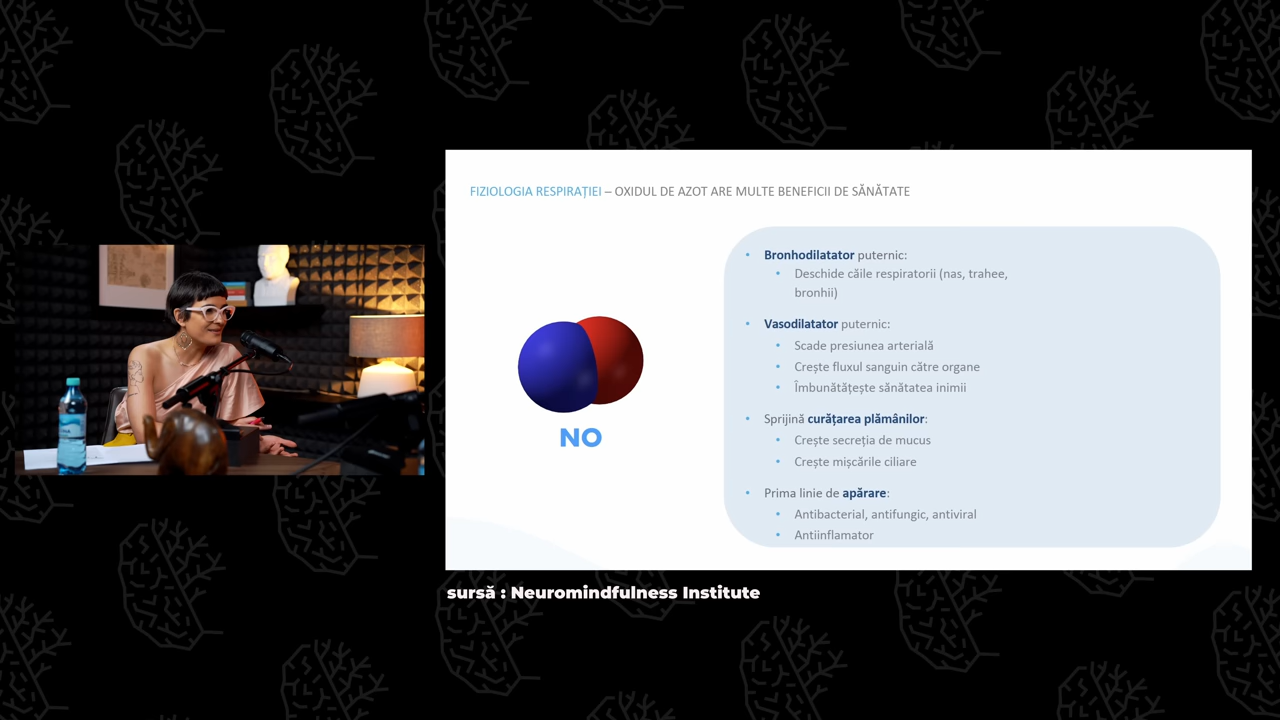 FIZIOLOGIA RESPIRAȚIEI – OXIDUL DE AZOT ARE MULTE BENEFICII DE SĂNĂTATE
NO
• Bronhodilatator puternic:
• Deschide căile respiratorii (nas, trahee,
bronhii)
• Vasodilatator puternic:
• Scade presiunea arterială
• Crește fluxul sanguin către organe
• Îmbunătățește sănătatea inimii
• Sprijină curățarea plămânilor:
• Crește secreția de mucus
• Crește mișcările ciliare
• Prima linie de apărare:
• Antibacterial, antifungic, antiviral
• Antiinflamator
sursă : Neuromindfulness Institute